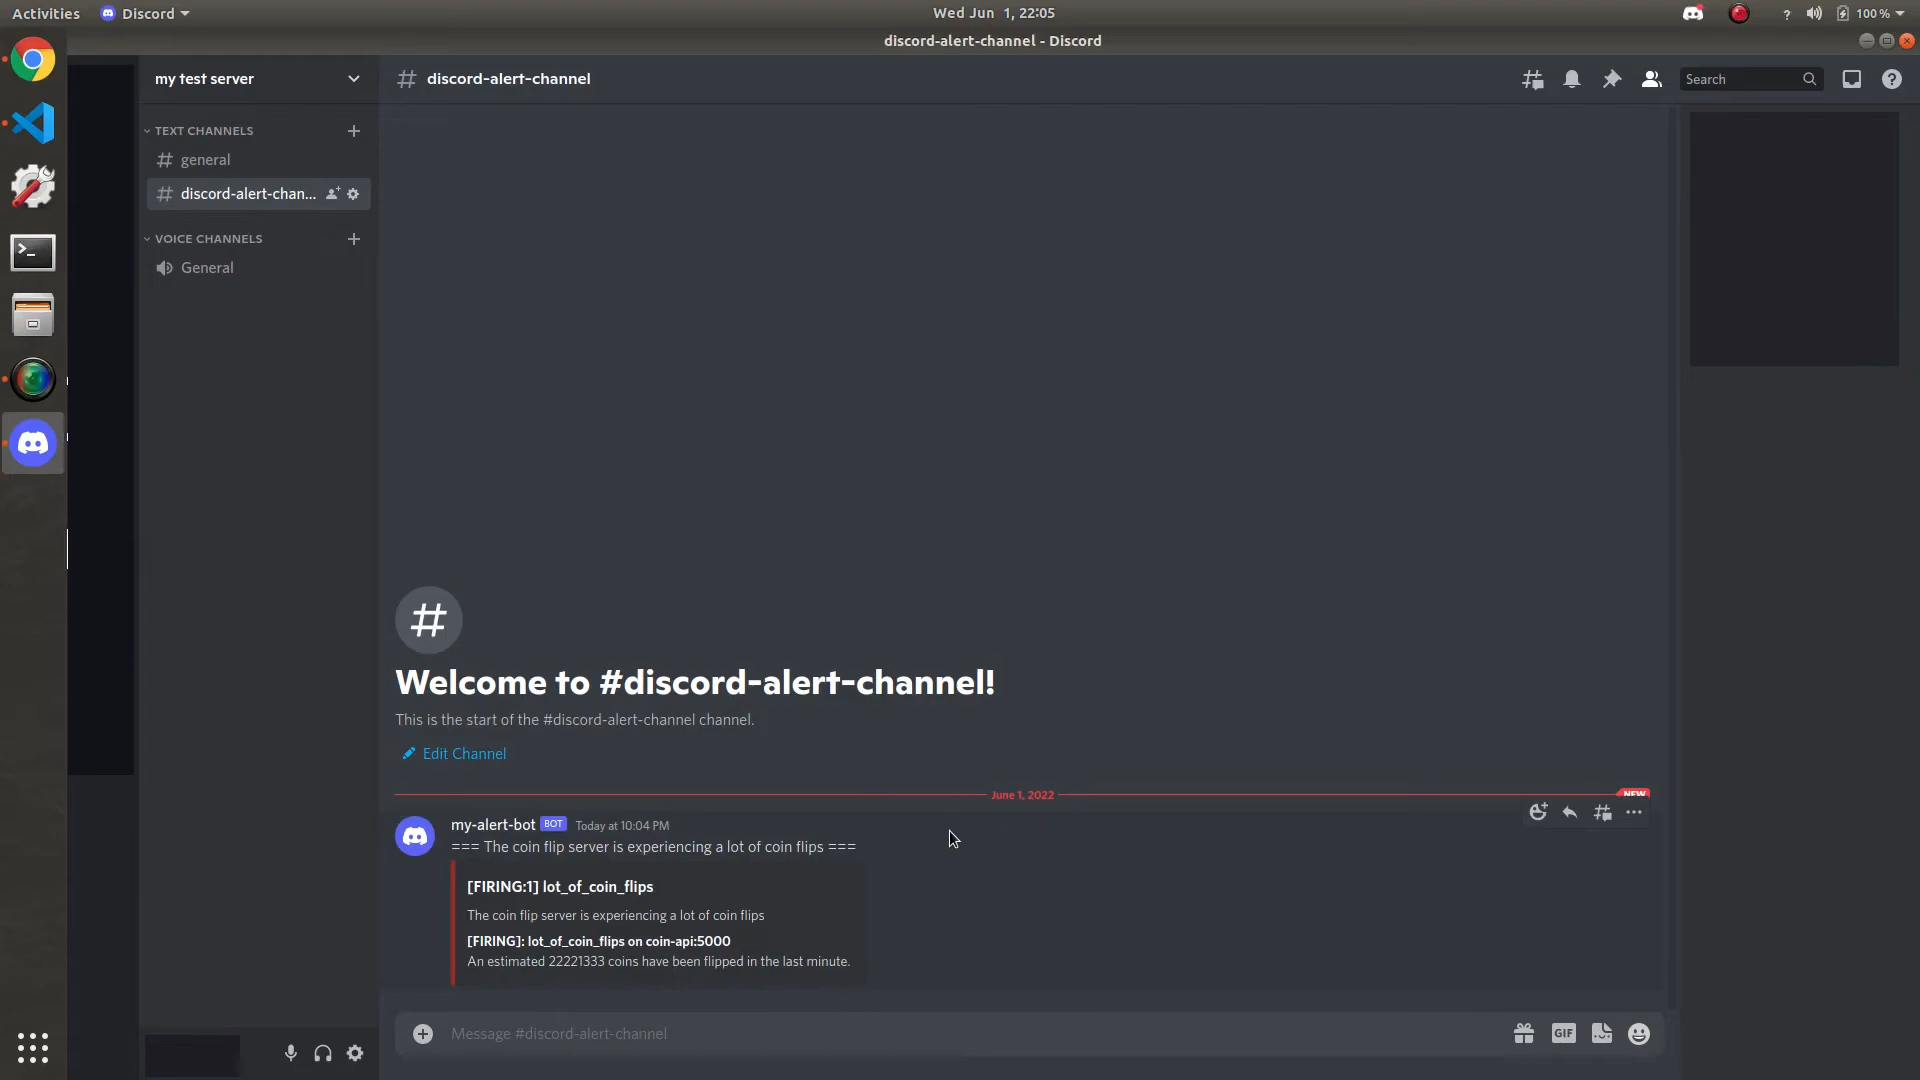 Activities
Discord
Wed Jun 1, 22:05
? 100 %
discord-alert-channel - Discord
my test server
discord-alert-channel
Search
TEXT CHANNELS
general
discord-alert-chan...
VOICE CHANNELS
General
Welcome to #discord-alert-channel!
This is the start of the #discord-alert-channel channel.
Edit Channel
June 1, 2022
NEW
my-alert-bot BOT Today at 10:04 PM
=== The coin flip server is experiencing a lot of coin flips ===
[FIRING:1] lot_of_coin_flips
The coin flip server is experiencing a lot of coin flips
[FIRING]: lot_of_coin_flips on coin-api:5000
An estimated 22221333 coins have been flipped in the last minute.
Message #discord-alert-channel
GIF